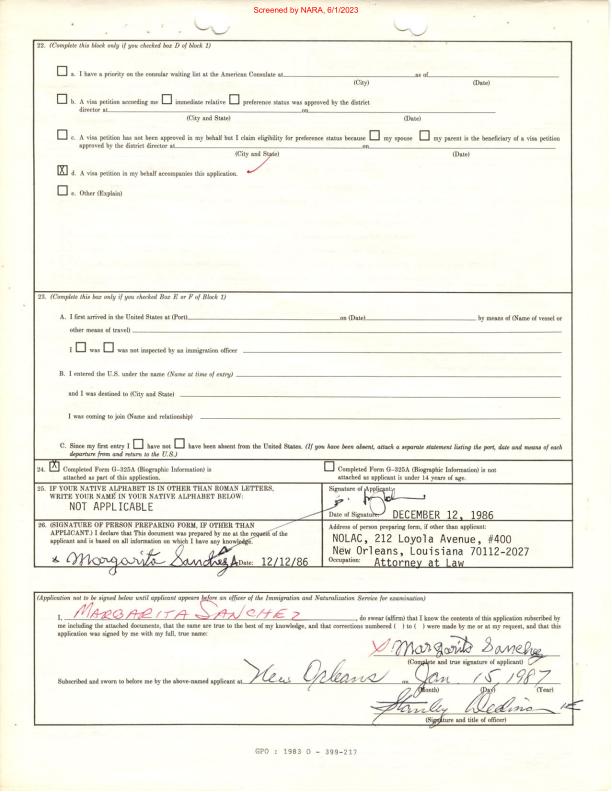 Screened by NARA, 6/1/2023
22. (Complete this block only if you checked box D of block 1)
a. I have a priority on the consular waiting list at the American Consulate at as of
(City) (Date)
b. A visa petition according me immediate relative preference status was approved by the district
director at on
(City and State) (Date)
c. A visa petition has not been approved in my behalf but I claim eligibility for preference status because my spouse my parent is the beneficiary of a visa petition
approved by the district director at on
(City and State) (Date)
X d. A visa petition in my behalf accompanies this application.
e. Other (Explain)
23. (Complete this box only if you checked Box E or F of Block 1)
A. I first arrived in the United States at (Port) on (Date) by means of (Name of vessel or
other means of travel)
I was was not inspected by an immigration officer
B. I entered the U.S. under the name (Name at time of entry)
and I was destined to (City and State)
I was coming to join (Name and relationship)
C. Since my first entry I have not have been absent from the United States. (If you have been absent, attach a separate statement listing the port, date and means of each
departure from and return to the U.S.)
24. X Completed Form G-325A (Biographic Information) is
attached as part of this application.
Completed Form G-325A (Biographic Information) is not
attached as applicant is under 14 years of age.
25. IF YOUR NATIVE ALPHABET IS IN OTHER THAN ROMAN LETTERS,
WRITE YOUR NAME IN YOUR NATIVE ALPHABET BELOW:
NOT APPLICABLE
Signature of Applicant:
Date of Signature: DECEMBER 12, 1986
26. (SIGNATURE OF PERSON PREPARING FORM, IF OTHER THAN
APPLICANT.) I declare that This document was prepared by me at the request of the
applicant and is based on all information on which I have any knowledge.
x Margarita Sanchez Date: 12/12/86
Address of person preparing form, if other than applicant:
NOLAC, 212 Loyola Avenue, #400
New Orleans, Louisiana 70112-2027
Occupation: Attorney at Law
(Application not to be signed below until applicant appears before an officer of the Immigration and Naturalization Service for examination)
I, MARGARITA SANCHEZ, do swear (affirm) that I know the contents of this application subscribed by
me including the attached documents, that the same are true to the best of my knowledge, and that corrections numbered ( ) to ( ) were made by me or at my request, and that this
application was signed by me with my full, true name:
x Margarita Sanchez
(Complete and true signature of applicant)
Subscribed and sworn to before me by the above-named applicant at New Orleans on Jan 15, 1987
(Month) (Day) (Year)
Stanley
(Signature and title of officer)
GPO : 1983 O - 399-217